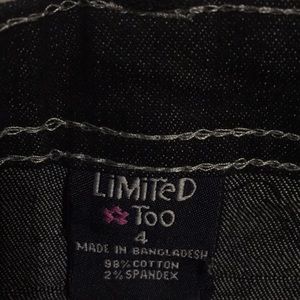 LiMiTeD
Too
4
MADE IN BANGLADESH
98% COTTON
2% SPANDEX